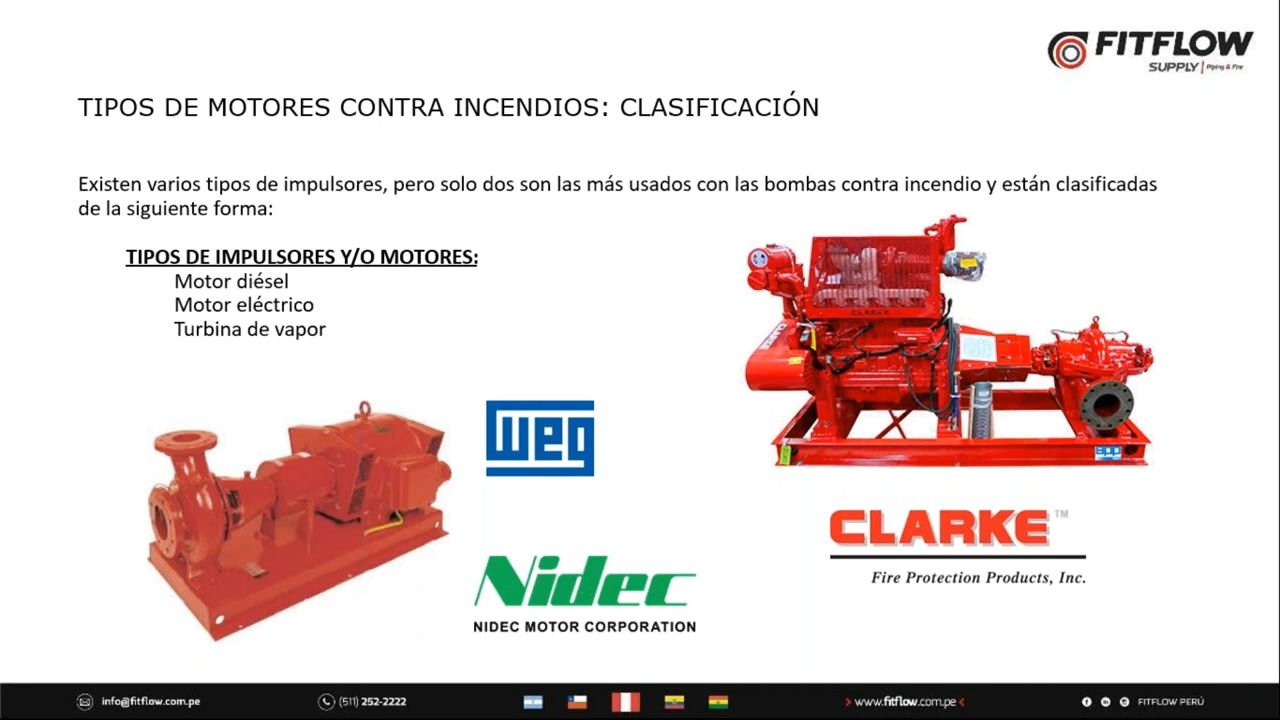 FITFLOW
SUPPLY | Piping & Fire
TIPOS DE MOTORES CONTRA INCENDIOS: CLASIFICACIÓN
Existen varios tipos de impulsores, pero solo dos son las más usados con las bombas contra incendio y están clasificadas
de la siguiente forma:
TIPOS DE IMPULSORES Y/O MOTORES:
Motor diésel
Motor eléctrico
Turbina de vapor
CLARKE
CLARKE
weg
CLARKE™
Fire Protection Products, Inc.
Nidec
NIDEC MOTOR CORPORATION
info@fitflow.com.pe
(511) 252-2222
www.fitflow.com.pe
FITFLOW PERÚ